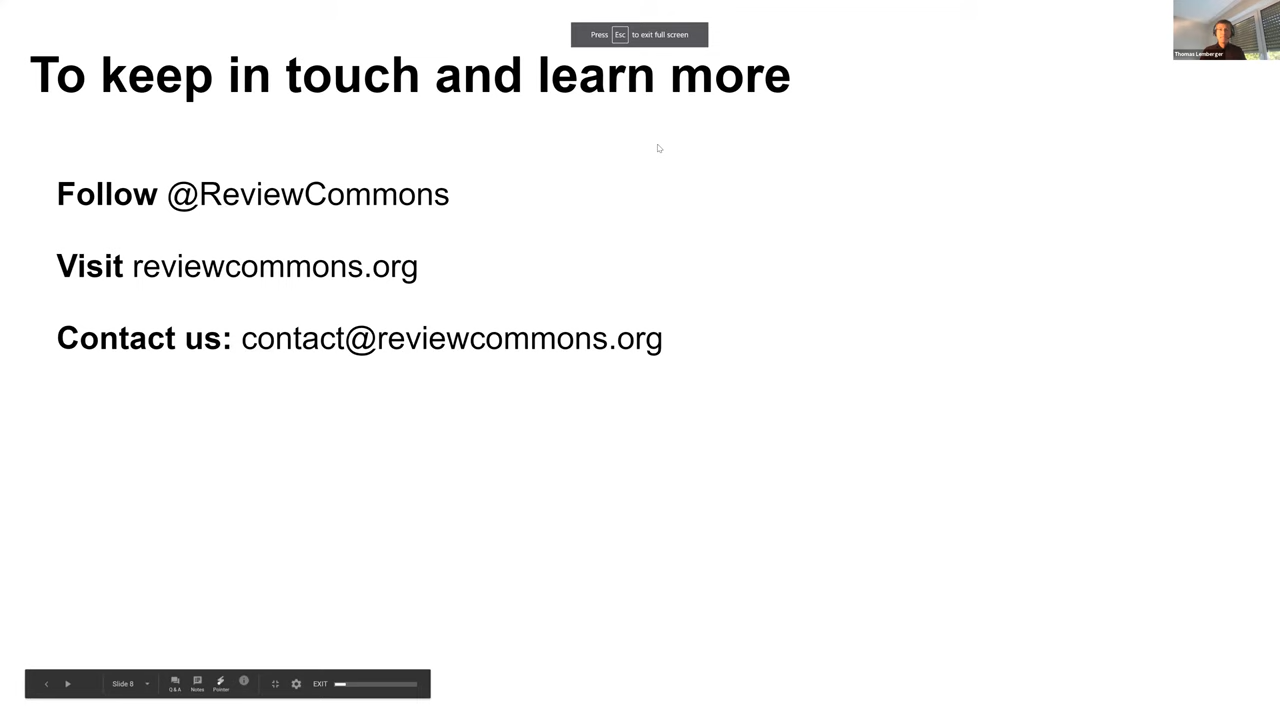 Press Esc to exit full screen
Thomas Lemberger
To keep in touch and learn more
Follow @ReviewCommons
Visit reviewcommons.org
Contact us: contact@reviewcommons.org
Slide 8
Q & A
Notes
Pointer
EXIT